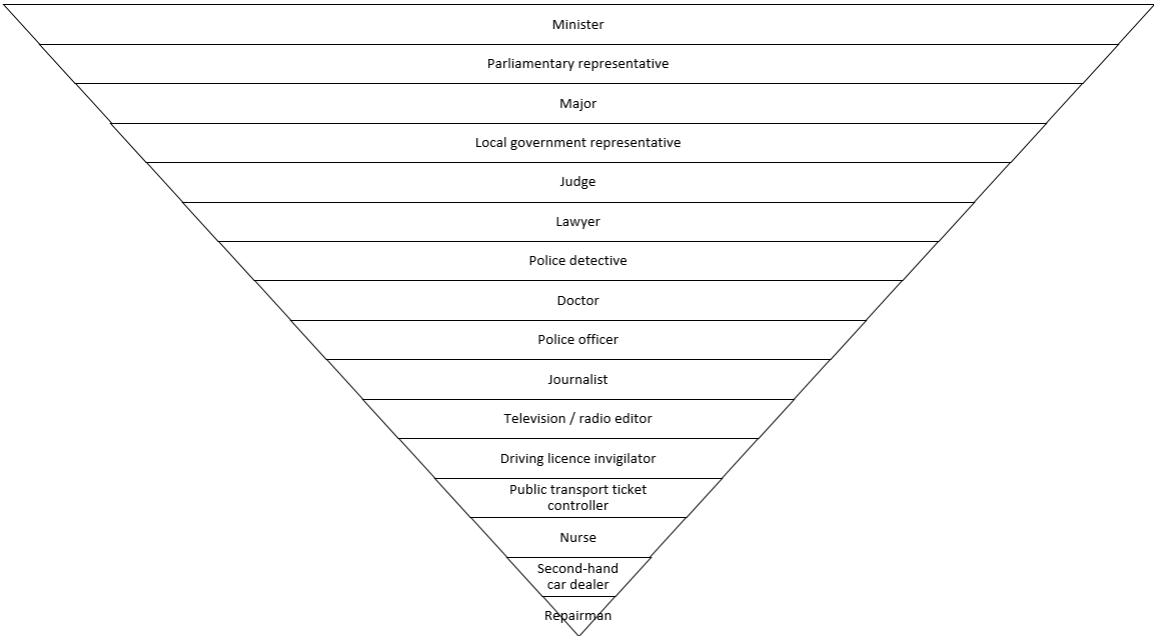 Minister
Parliamentary representative
Major
Local government representative
Judge
Lawyer
Police detective
Doctor
Police officer
Journalist
Television / radio editor
Driving licence invigilator
Public transport ticket
controller
Nurse
Second-hand
car dealer
Repairman